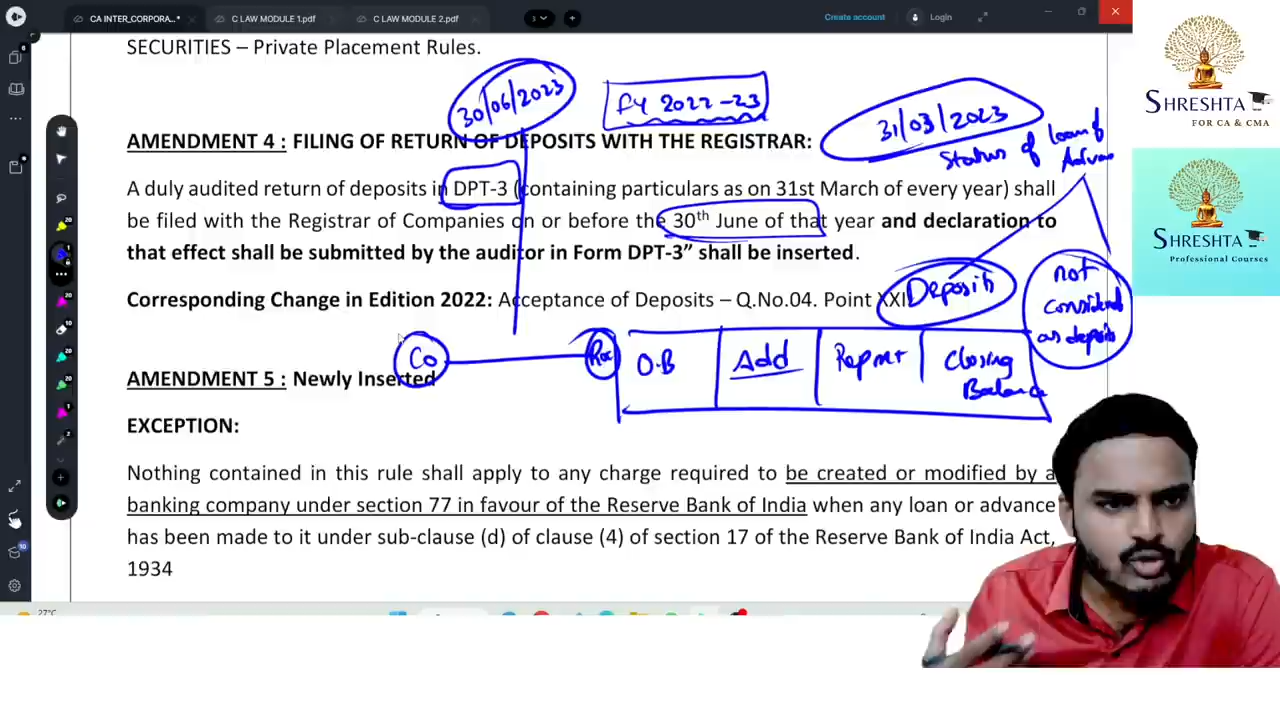 CA INTER_CORPORA...*
C LAW MODULE 1.pdf
C LAW MODULE 2.pdf
3
Create account
Login
SECURITIES – Private Placement Rules.
30/06/2023
FY 2022-23
31/03/2023
Status of loan &
AMENDMENT 4 : FILING OF RETURN OF DEPOSITS WITH THE REGISTRAR:
A duly audited return of deposits in DPT-3 (containing particulars as on 31st March of every year) shall
be filed with the Registrar of Companies on or before the 30th June of that year and declaration to
that effect shall be submitted by the auditor in Form DPT-3” shall be inserted.
Deposits
not
considered
as deposits
Corresponding Change in Edition 2022: Acceptance of Deposits – Q.No.04. Point XXI
Co
Roc
O.B
Add
Repmt
Closing
Balance
AMENDMENT 5 : Newly Inserted
EXCEPTION:
Nothing contained in this rule shall apply to any charge required to be created or modified by a
banking company under section 77 in favour of the Reserve Bank of India when any loan or advance
has been made to it under sub-clause (d) of clause (4) of section 17 of the Reserve Bank of India Act,
1934
27°C
SHRESHTA
FOR CA & CMA
SHRESHTA
Professional Courses